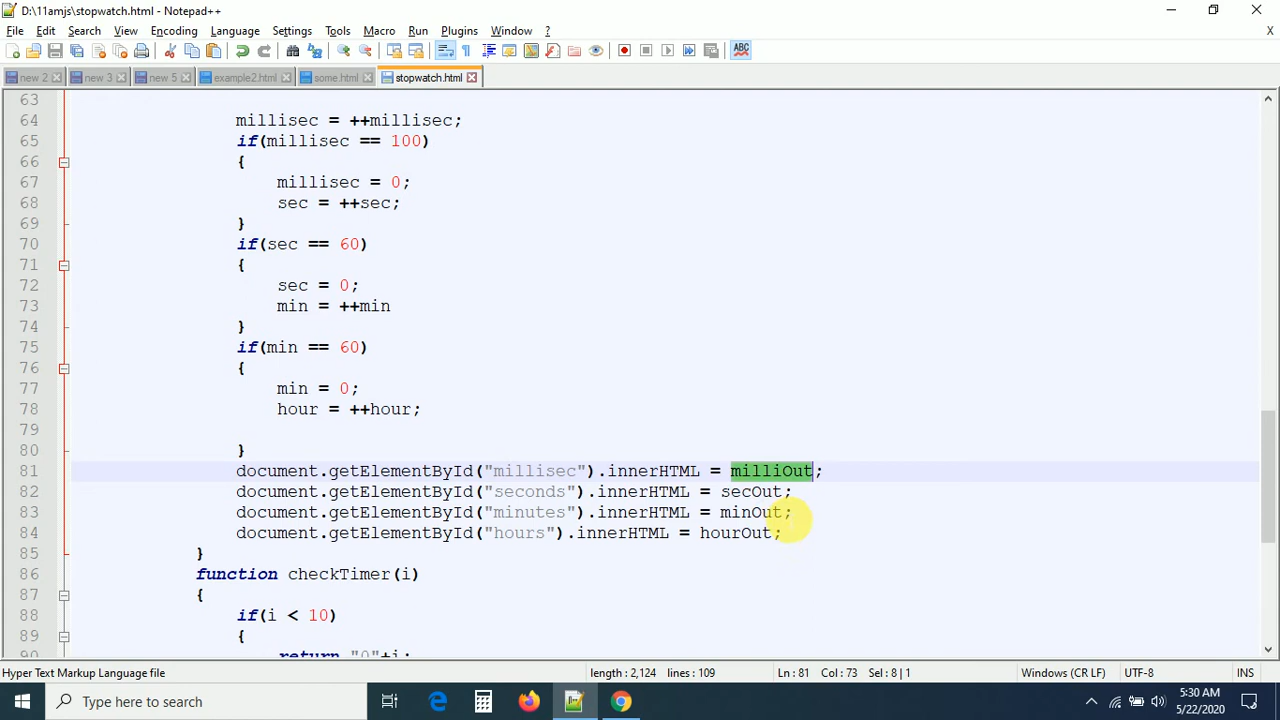 D:\11amjs\stopwatch.html - Notepad++
File Edit Search View Encoding Language Settings Tools Macro Run Plugins Window ? X
ABC
new 2 new 3 new 5 example2.html some.html stopwatch.html
63
64 millisec = ++millisec;
65 if(millisec == 100)
66 {
67 millisec = 0;
68 sec = ++sec;
69 }
70 if(sec == 60)
71 {
72 sec = 0;
73 min = ++min
74 }
75 if(min == 60)
76 {
77 min = 0;
78 hour = ++hour;
79
80 }
81 document.getElementById("millisec").innerHTML = milliOut;
82 document.getElementById("seconds").innerHTML = secOut;
83 document.getElementById("minutes").innerHTML = minOut;
84 document.getElementById("hours").innerHTML = hourOut;
85 }
86 function checkTimer(i)
87 {
88 if(i < 10)
89 {
90 return "0"+i;
Hyper Text Markup Language file length : 2,124 lines : 109 Ln : 81 Col : 73 Sel : 8 | 1 Windows (CR LF) UTF-8 INS
Type here to search
5:30 AM
5/22/2020